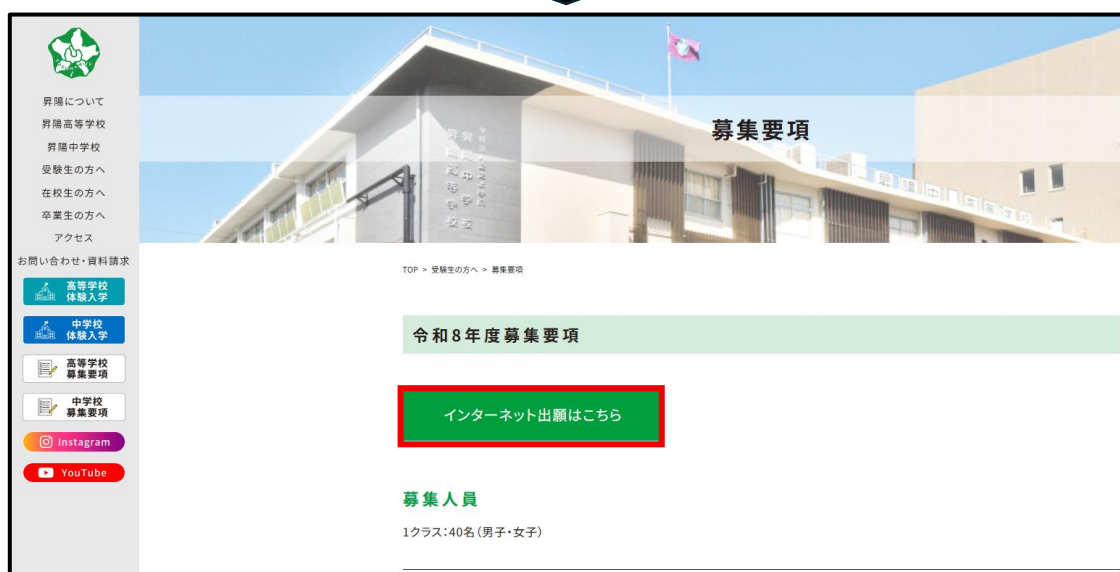 昇陽について
昇陽高等学校
昇陽中学校
受験生の方へ
在校生の方へ
卒業生の方へ
アクセス
お問い合わせ・資料請求
高等学校
体験入学
中学校
体験入学
高等学校
募集要項
中学校
募集要項
Instagram
YouTube
募集要項
TOP > 受験生の方へ > 募集要項
令和8年度募集要項
インターネット出願はこちら
募集人員
1クラス：40名（男子・女子）